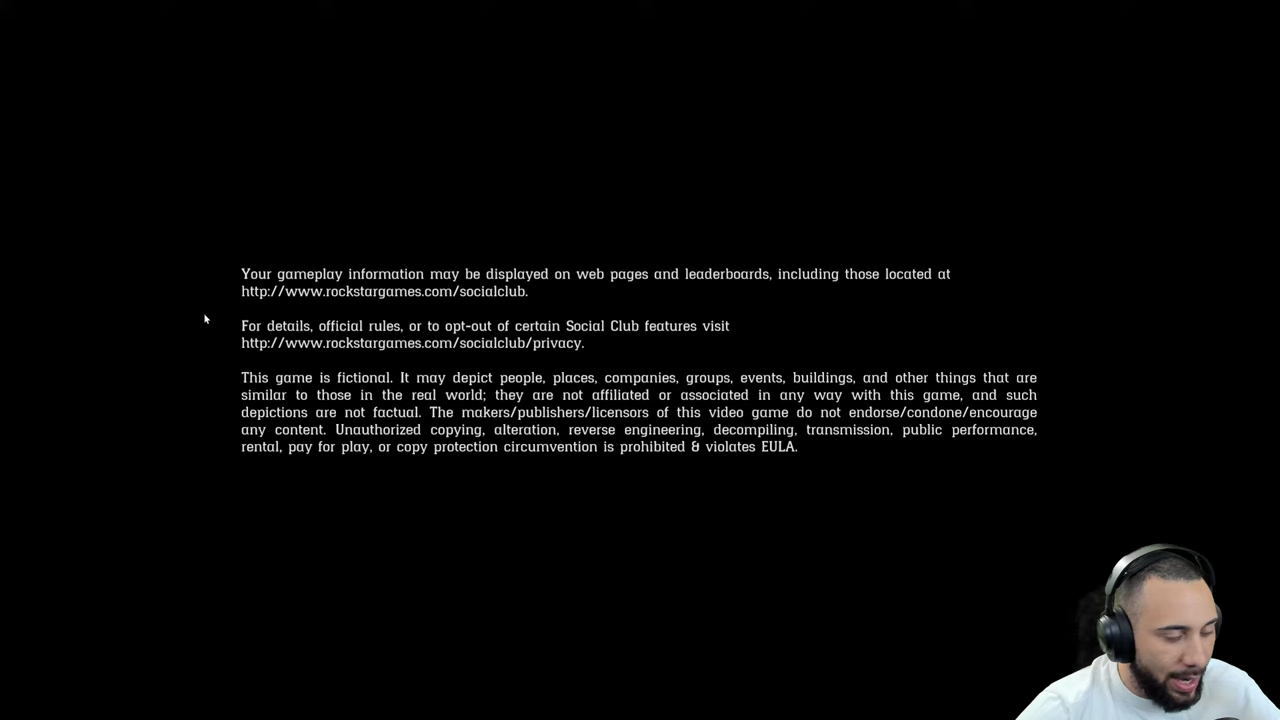 Your gameplay information may be displayed on web pages and leaderboards, including those located at
http://www.rockstargames.com/socialclub.
For details, official rules, or to opt-out of certain Social Club features visit
http://www.rockstargames.com/socialclub/privacy.
This game is fictional. It may depict people, places, companies, groups, events, buildings, and other things that are
similar to those in the real world; they are not affiliated or associated in any way with this game, and such
depictions are not factual. The makers/publishers/licensors of this video game do not endorse/condone/encourage
any content. Unauthorized copying, alteration, reverse engineering, decompiling, transmission, public performance,
rental, pay for play, or copy protection circumvention is prohibited & violates EULA.